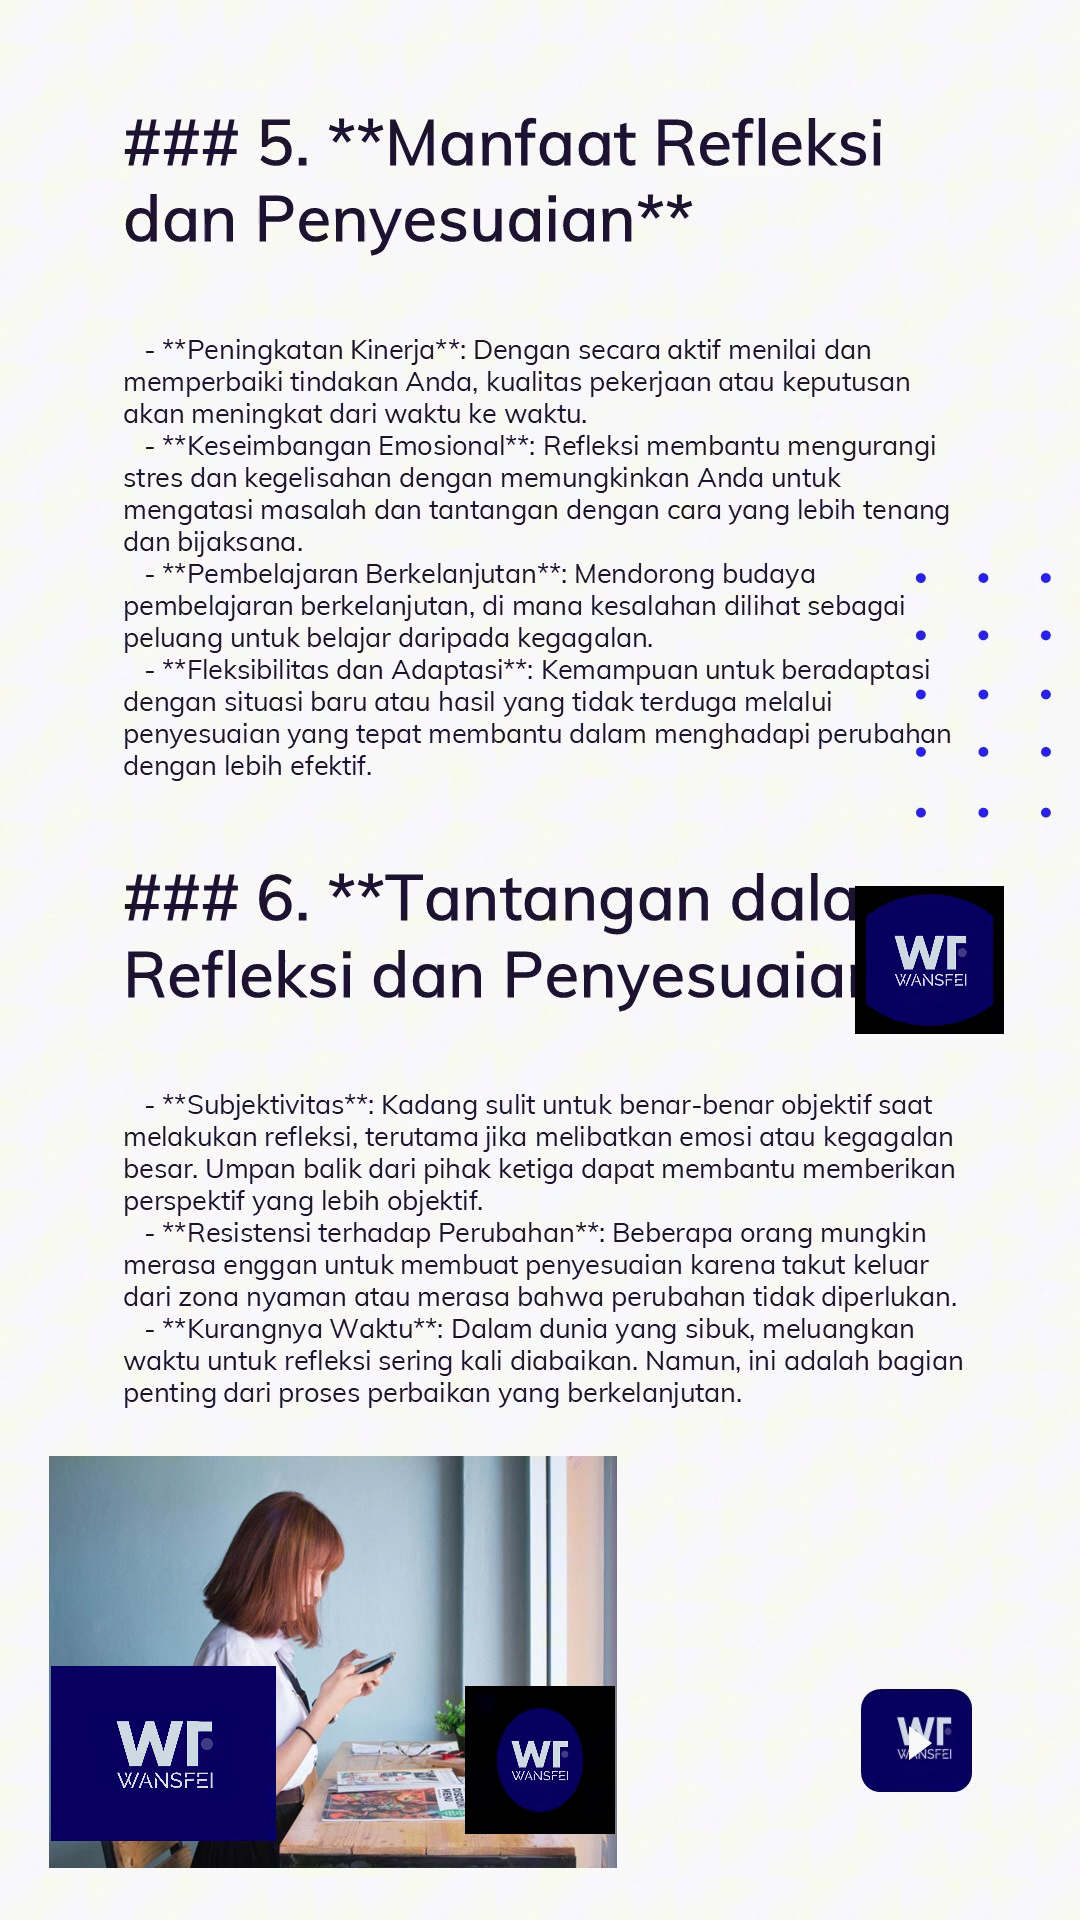 ### 5. **Manfaat Refleksi
dan Penyesuaian**
- **Peningkatan Kinerja**: Dengan secara aktif menilai dan
memperbaiki tindakan Anda, kualitas pekerjaan atau keputusan
akan meningkat dari waktu ke waktu.
- **Keseimbangan Emosional**: Refleksi membantu mengurangi
stres dan kegelisahan dengan memungkinkan Anda untuk
mengatasi masalah dan tantangan dengan cara yang lebih tenang
dan bijaksana.
- **Pembelajaran Berkelanjutan**: Mendorong budaya
pembelajaran berkelanjutan, di mana kesalahan dilihat sebagai
peluang untuk belajar daripada kegagalan.
- **Fleksibilitas dan Adaptasi**: Kemampuan untuk beradaptasi
dengan situasi baru atau hasil yang tidak terduga melalui
penyesuaian yang tepat membantu dalam menghadapi perubahan
dengan lebih efektif.
### 6. **Tantangan dala
Refleksi dan Penyesuaian
WF
WANSFEI
- **Subjektivitas**: Kadang sulit untuk benar-benar objektif saat
melakukan refleksi, terutama jika melibatkan emosi atau kegagalan
besar. Umpan balik dari pihak ketiga dapat membantu memberikan
perspektif yang lebih objektif.
- **Resistensi terhadap Perubahan**: Beberapa orang mungkin
merasa enggan untuk membuat penyesuaian karena takut keluar
dari zona nyaman atau merasa bahwa perubahan tidak diperlukan.
- **Kurangnya Waktu**: Dalam dunia yang sibuk, meluangkan
waktu untuk refleksi sering kali diabaikan. Namun, ini adalah bagian
penting dari proses perbaikan yang berkelanjutan.
WF
WANSFEI
WF
WANSFEI
WF
WANSFEI